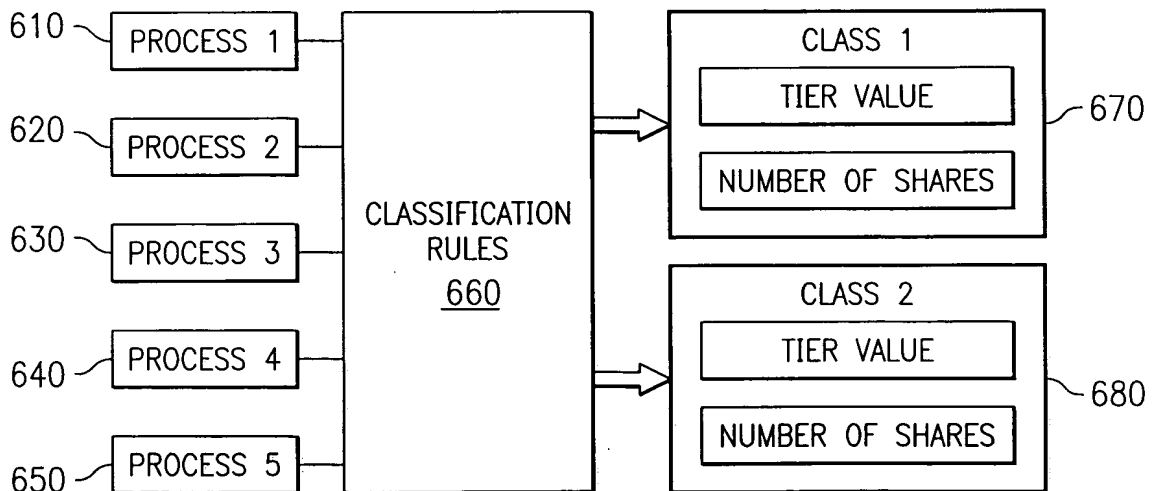 610
PROCESS 1
620
PROCESS 2
630
PROCESS 3
640
PROCESS 4
650
PROCESS 5
CLASSIFICATION
RULES
660
CLASS 1
TIER VALUE
NUMBER OF SHARES
670
CLASS 2
TIER VALUE
NUMBER OF SHARES
680